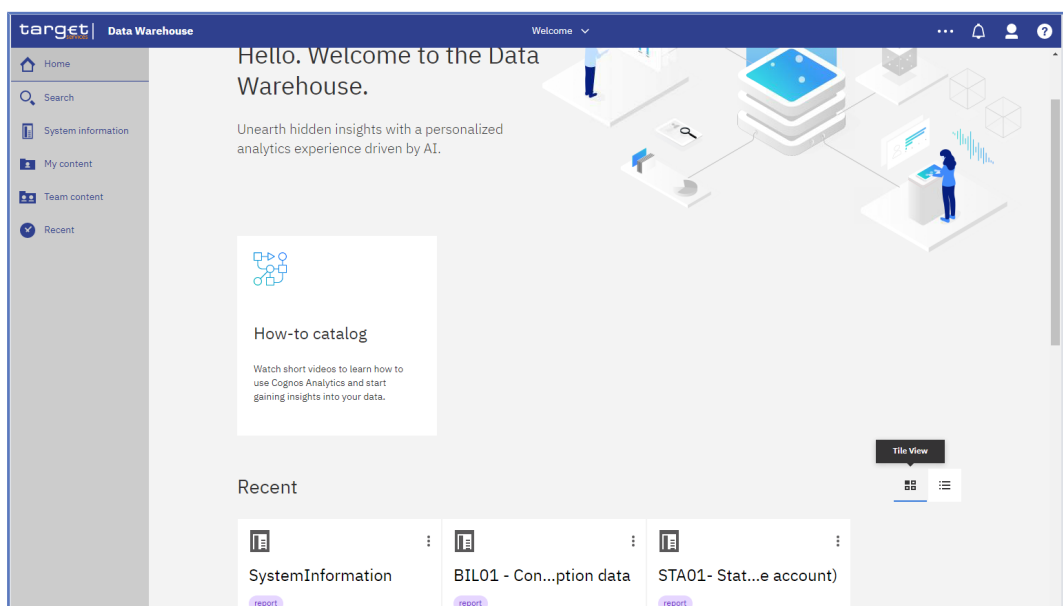 target services | Data Warehouse
Welcome
Home
Search
System information
My content
Team content
Recent
Hello. Welcome to the Data
Warehouse.
Unearth hidden insights with a personalized
analytics experience driven by AI.
How-to catalog
Watch short videos to learn how to
use Cognos Analytics and start
gaining insights into your data.
Tile View
Recent
SystemInformation
report
BIL01 - Con...ption data
report
STA01- Stat...e account)
report